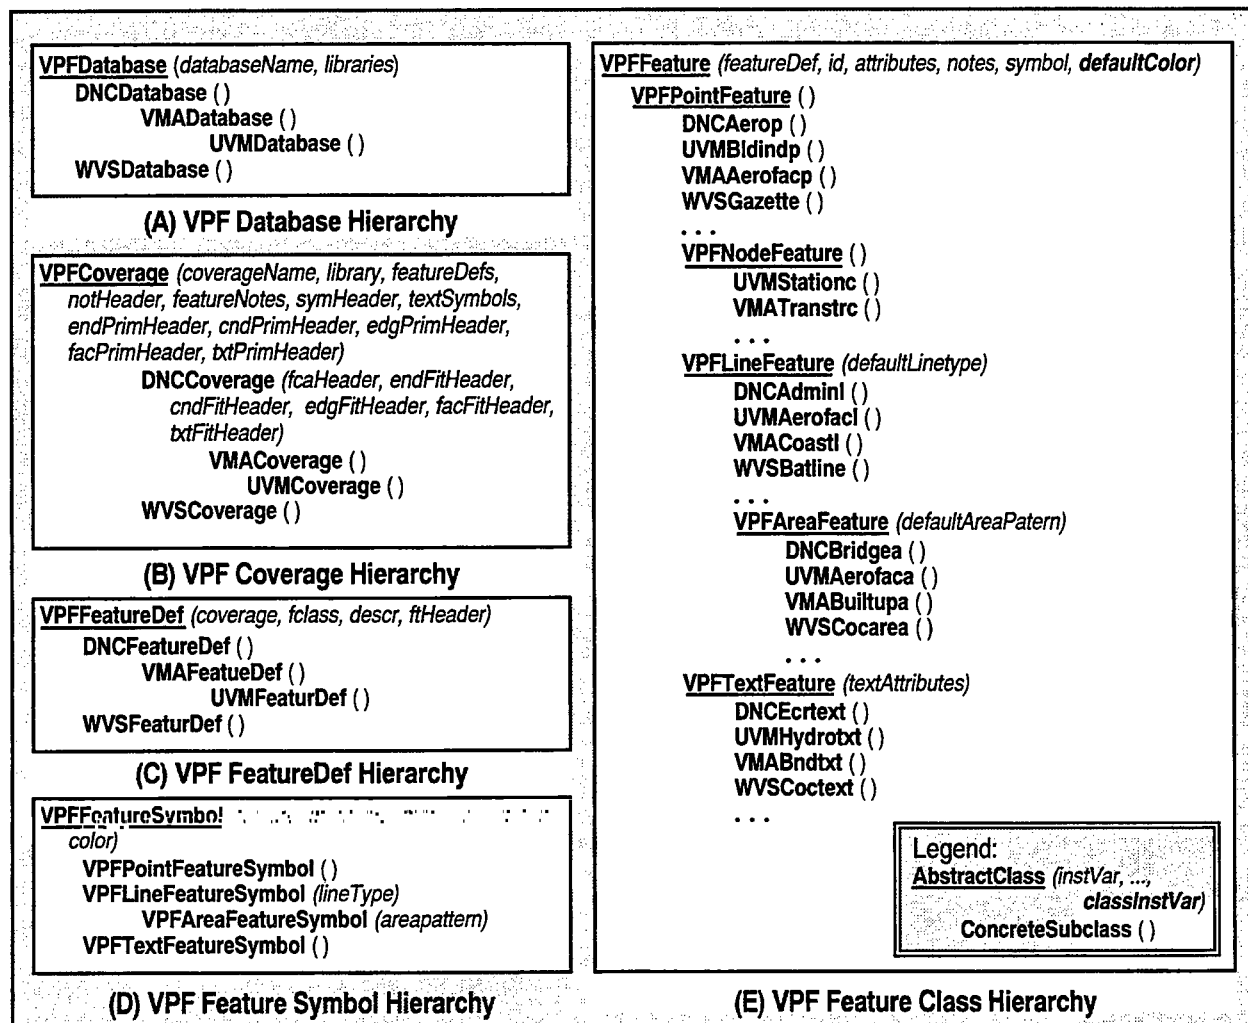 VPFDatabase (databaseName, libraries)
DNCDatabase ( )
VMADatabase ( )
UVMDatabase ( )
WVSDatabase ( )
(A) VPF Database Hierarchy
VPFCoverage (coverageName, library, featureDefs,
notHeader, featureNotes, symHeader, textSymbols,
endPrimHeader, cndPrimHeader, edgPrimHeader,
facPrimHeader, txtPrimHeader)
DNCCoverage (fcaHeader, endFitHeader,
cndFitHeader, edgFitHeader, facFitHeader,
txtFitHeader)
VMACoverage ( )
UVMCoverage ( )
WVSCoverage ( )
(B) VPF Coverage Hierarchy
VPFFeatureDef (coverage, fclass, descr, ftHeader)
DNCFeatureDef ( )
VMAFeatueDef ( )
UVMFeaturDef ( )
WVSFeaturDef ( )
(C) VPF FeatureDef Hierarchy
VPFFeatureSymbol
color)
VPFPointFeatureSymbol ( )
VPFLineFeatureSymbol (lineType)
VPFAreaFeatureSymbol (areapattern)
VPFTextFeatureSymbol ( )
(D) VPF Feature Symbol Hierarchy
VPFFeature (featureDef, id, attributes, notes, symbol, defaultColor)
VPFPointFeature ( )
DNCAerop ( )
UVMBldindp ( )
VMAAerofacp ( )
WVSGazette ( )
. . .
VPFNodeFeature ( )
UVMStationc ( )
VMATranstrc ( )
. . .
VPFLineFeature (defaultLinetype)
DNCAdminl ( )
UVMAerofacl ( )
VMACoastl ( )
WVSBatline ( )
. . .
VPFAreaFeature (defaultAreaPatern)
DNCBridgea ( )
UVMAerofaca ( )
VMABuiltupa ( )
WVSCocarea ( )
. . .
VPFTextFeature (textAttributes)
DNCEcrtext ( )
UVMHydrotxt ( )
VMABndtxt ( )
WVSCoctext ( )
. . .
Legend:
AbstractClass (instVar, ...,
classInstVar)
ConcreteSubclass ( )
(E) VPF Feature Class Hierarchy